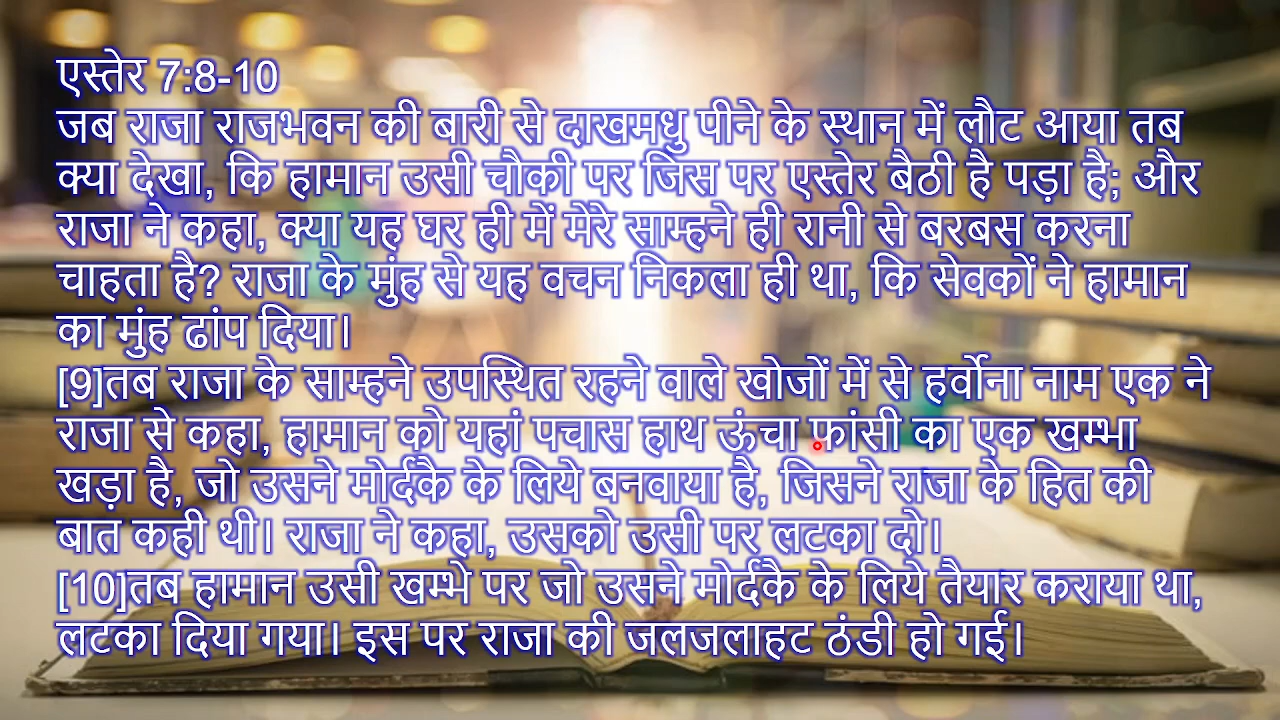 एस्तेर 7:8-10
जब राजा राजभवन की बारी से दाखमधु पीने के स्थान में लौट आया तब
क्या देखा, कि हामान उसी चौकी पर जिस पर एस्तेर बैठी है पड़ा है; और
राजा ने कहा, क्या यह घर ही में मेरे साम्हने ही रानी से बरबस करना
चाहता है? राजा के मुंह से यह वचन निकला ही था, कि सेवकों ने हामान
का मुंह ढांप दिया।
[9]तब राजा के साम्हने उपस्थित रहने वाले खोजों में से हर्वोना नाम एक ने
राजा से कहा, हामान को यहां पचास हाथ ऊंचा फांसी का एक खम्भा
खड़ा है, जो उसने मोर्दकै के लिये बनवाया है, जिसने राजा के हित की
बात कही थी। राजा ने कहा, उसको उसी पर लटका दो।
[10]तब हामान उसी खम्भे पर जो उसने मोर्दकै के लिये तैयार कराया था,
लटका दिया गया। इस पर राजा की जलजलाहट ठंडी हो गई।